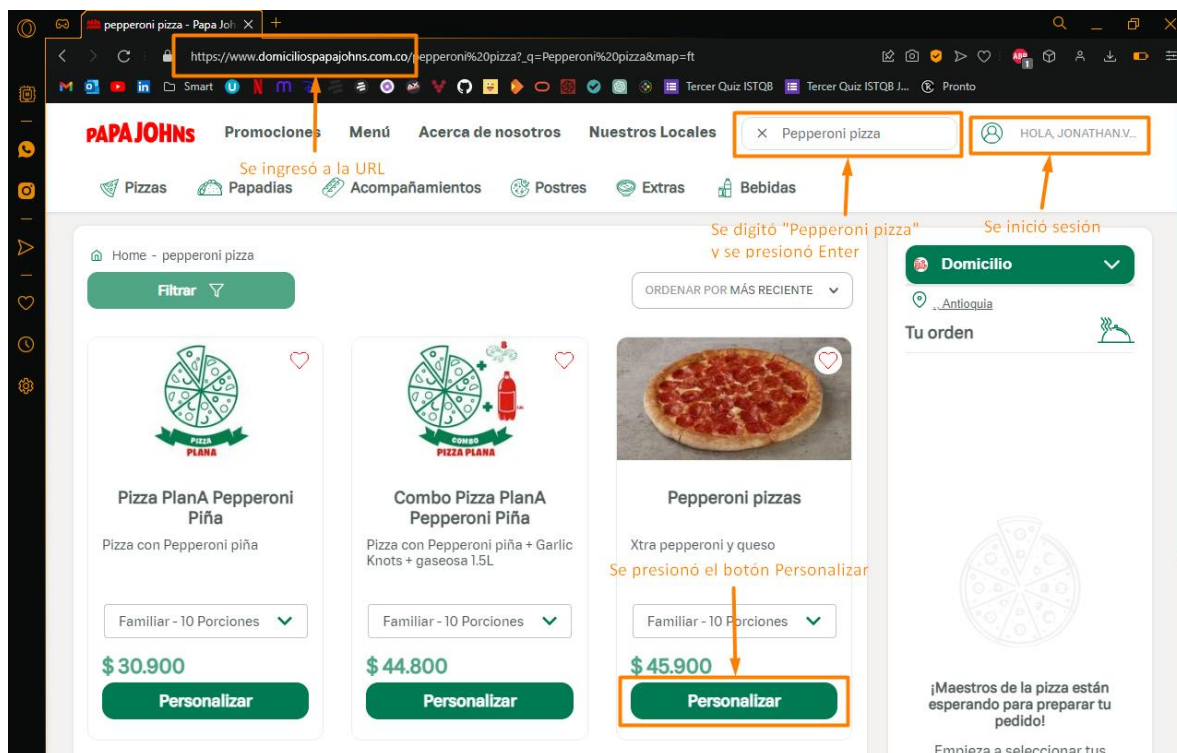 pepperoni pizza - Papa Joh
https://www.domiciliospapajohns.com.co/pepperoni%20pizza?_q=Pepperoni%20pizza&map=ft
Smart
Tercer Quiz ISTQB
Tercer Quiz ISTQB J...
Pronto
PAPA JOHNS
Promociones
Menú
Acerca de nosotros
Nuestros Locales
Pepperoni pizza
HOLA, JONATHAN.V...
Se ingresó a la URL
Pizzas
Papadias
Acompañamientos
Postres
Extras
Bebidas
Se digitó "Pepperoni pizza"
y se presionó Enter
Se inició sesión
Home - pepperoni pizza
Filtrar
ORDENAR POR MÁS RECIENTE
Domicilio
., Antioquia
Tu orden
PIZZA
PLANA
COMBO
PIZZA PLANA
Pizza PlanA Pepperoni
Piña
Pizza con Pepperoni piña
Familiar - 10 Porciones
$ 30.900
Personalizar
Combo Pizza PlanA
Pepperoni Piña
Pizza con Pepperoni piña + Garlic
Knots + gaseosa 1.5L
Familiar - 10 Porciones
$ 44.800
Personalizar
Pepperoni pizzas
Xtra pepperoni y queso
Se presionó el botón Personalizar
Familiar - 10 Porciones
$ 45.900
Personalizar
¡Maestros de la pizza están
esperando para preparar tu
pedido!
Empieza a seleccionar tus